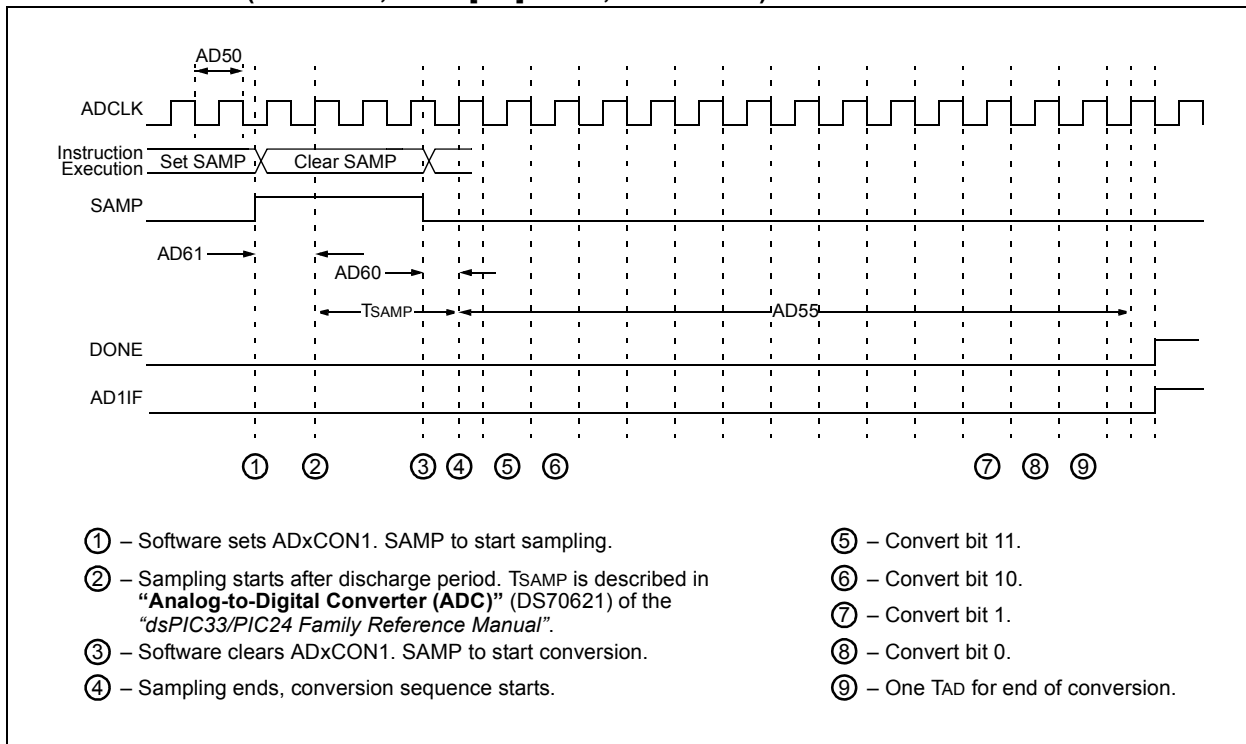 AD50
ADCLK
Instruction
Execution
Set SAMP
Clear SAMP
SAMP
AD61
AD60
TSAMP
AD55
DONE
AD1IF
1 2 3 4 5 6 7 8 9
1 – Software sets ADxCON1. SAMP to start sampling.
2 – Sampling starts after discharge period. TSAMP is described in
“Analog-to-Digital Converter (ADC)” (DS70621) of the
“dsPIC33/PIC24 Family Reference Manual”.
3 – Software clears ADxCON1. SAMP to start conversion.
4 – Sampling ends, conversion sequence starts.
5 – Convert bit 11.
6 – Convert bit 10.
7 – Convert bit 1.
8 – Convert bit 0.
9 – One TAD for end of conversion.